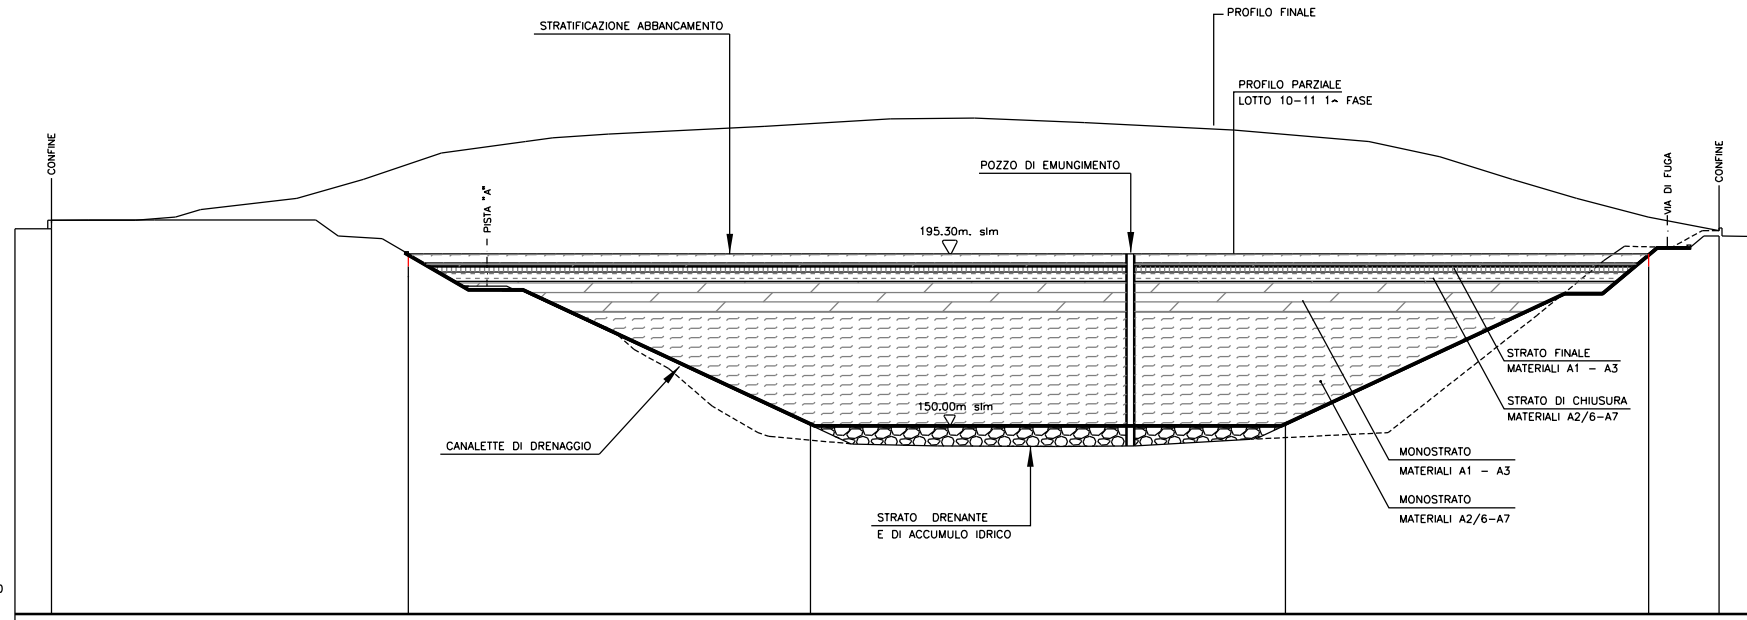 PROFILO FINALE
STRATIFICAZIONE ABBANCAMENTO
PROFILO PARZIALE
LOTTO 10-11 1^ FASE
CONFINE
POZZO DI EMUNGIMENTO
CONFINE
VIA DI FUGA
PISTA "A"
195.30m. slm
STRATO FINALE
MATERIALI A1 - A3
STRATO DI CHIUSURA
MATERIALI A2/6-A7
150.00m slm
CANALETTE DI DRENAGGIO
MONOSTRATO
MATERIALI A1 - A3
MONOSTRATO
MATERIALI A2/6-A7
STRATO DRENANTE
E DI ACCUMULO IDRICO